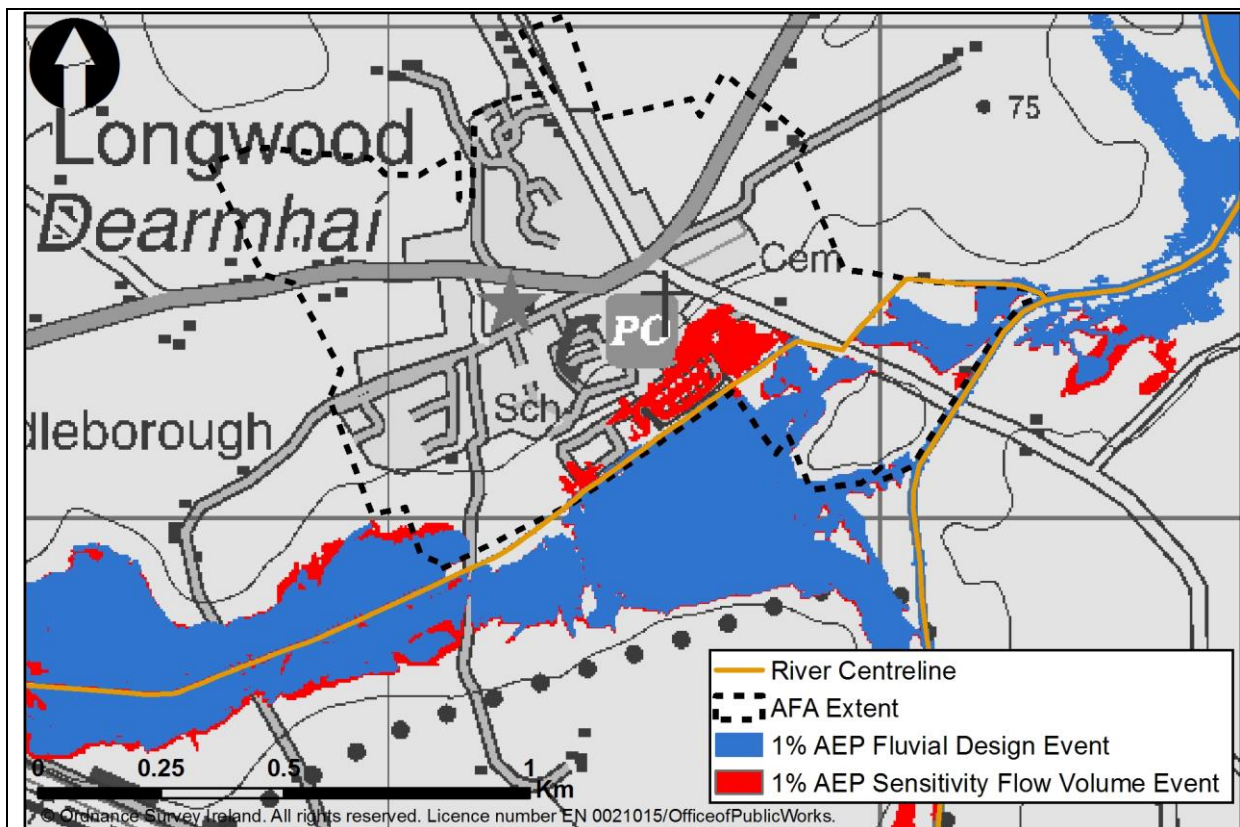 Longwood
Dearmhaí
75
Cem
PC
Sch
dleborough
River Centreline
AFA Extent
1% AEP Fluvial Design Event
1% AEP Sensitivity Flow Volume Event
0 0.25 0.5 1
Km
© Ordnance Survey Ireland. All rights reserved. Licence number EN 0021015/OfficeofPublicWorks.